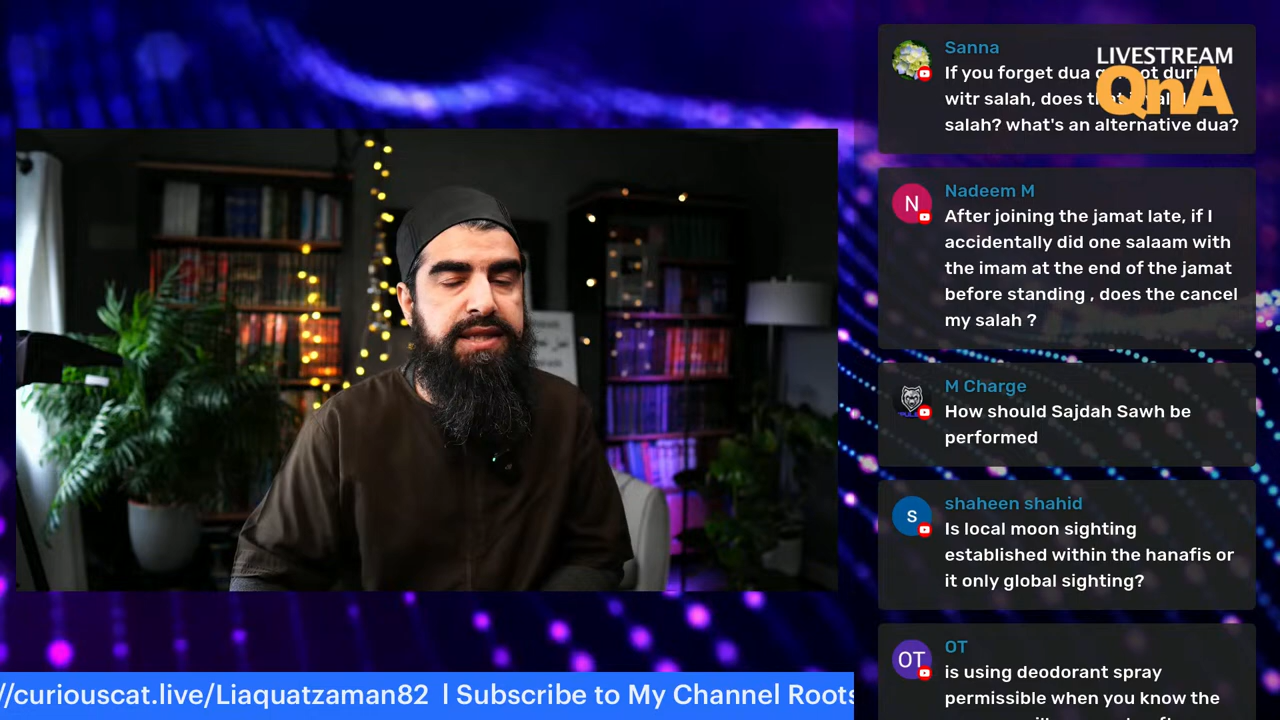 LIVESTREAM
QnA
Sanna
If you forget dua
witr salah, does
salah? what's an alternative dua?
N
Nadeem M
After joining the jamat late, if I
accidentally did one salaam with
the imam at the end of the jamat
before standing , does the cancel
my salah ?
M Charge
How should Sajdah Sawh be
performed
s
shaheen shahid
Is local moon sighting
established within the hanafis or
it only global sighting?
OT
OT
is using deodorant spray
permissible when you know the
//curiouscat.live/Liaquatzaman82 l Subscribe to My Channel Roots